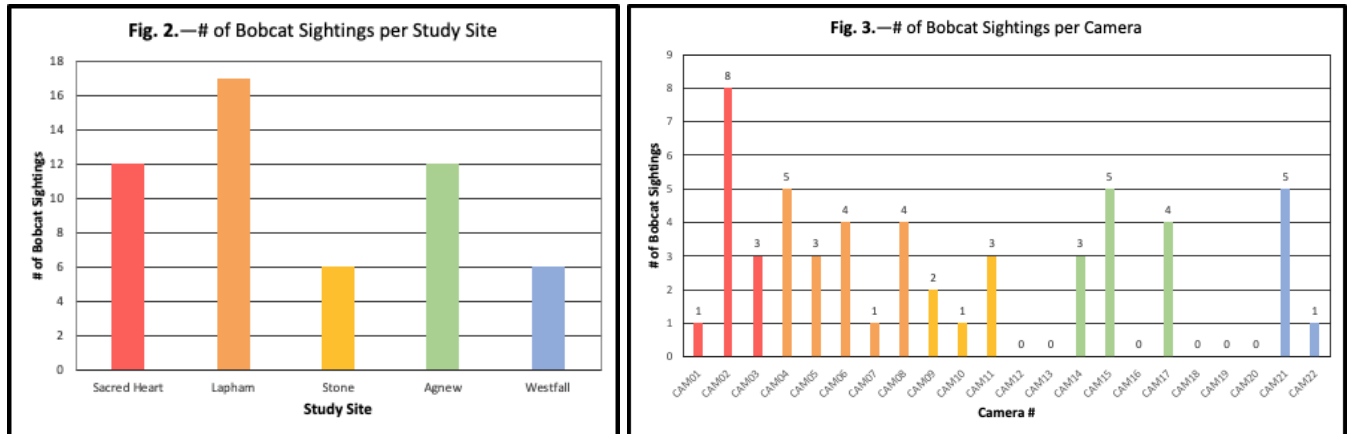 Fig. 2.—# of Bobcat Sightings per Study Site
# of Bobcat Sightings
18
16
14
12
10
8
6
4
2
0
Sacred Heart Lapham Stone Agnew Westfall
Study Site
Fig. 3.—# of Bobcat Sightings per Camera
# of Bobcat Sightings
9
8
7
6
5
4
3
2
1
0
1 8 3 5 3 4 1 4 2 1 3 0 0 3 5 0 4 0 0 0 5 1
CAM01 CAM02 CAM03 CAM04 CAM05 CAM06 CAM07 CAM08 CAM09 CAM10 CAM11 CAM12 CAM13 CAM14 CAM15 CAM16 CAM17 CAM18 CAM19 CAM20 CAM21 CAM22
Camera #